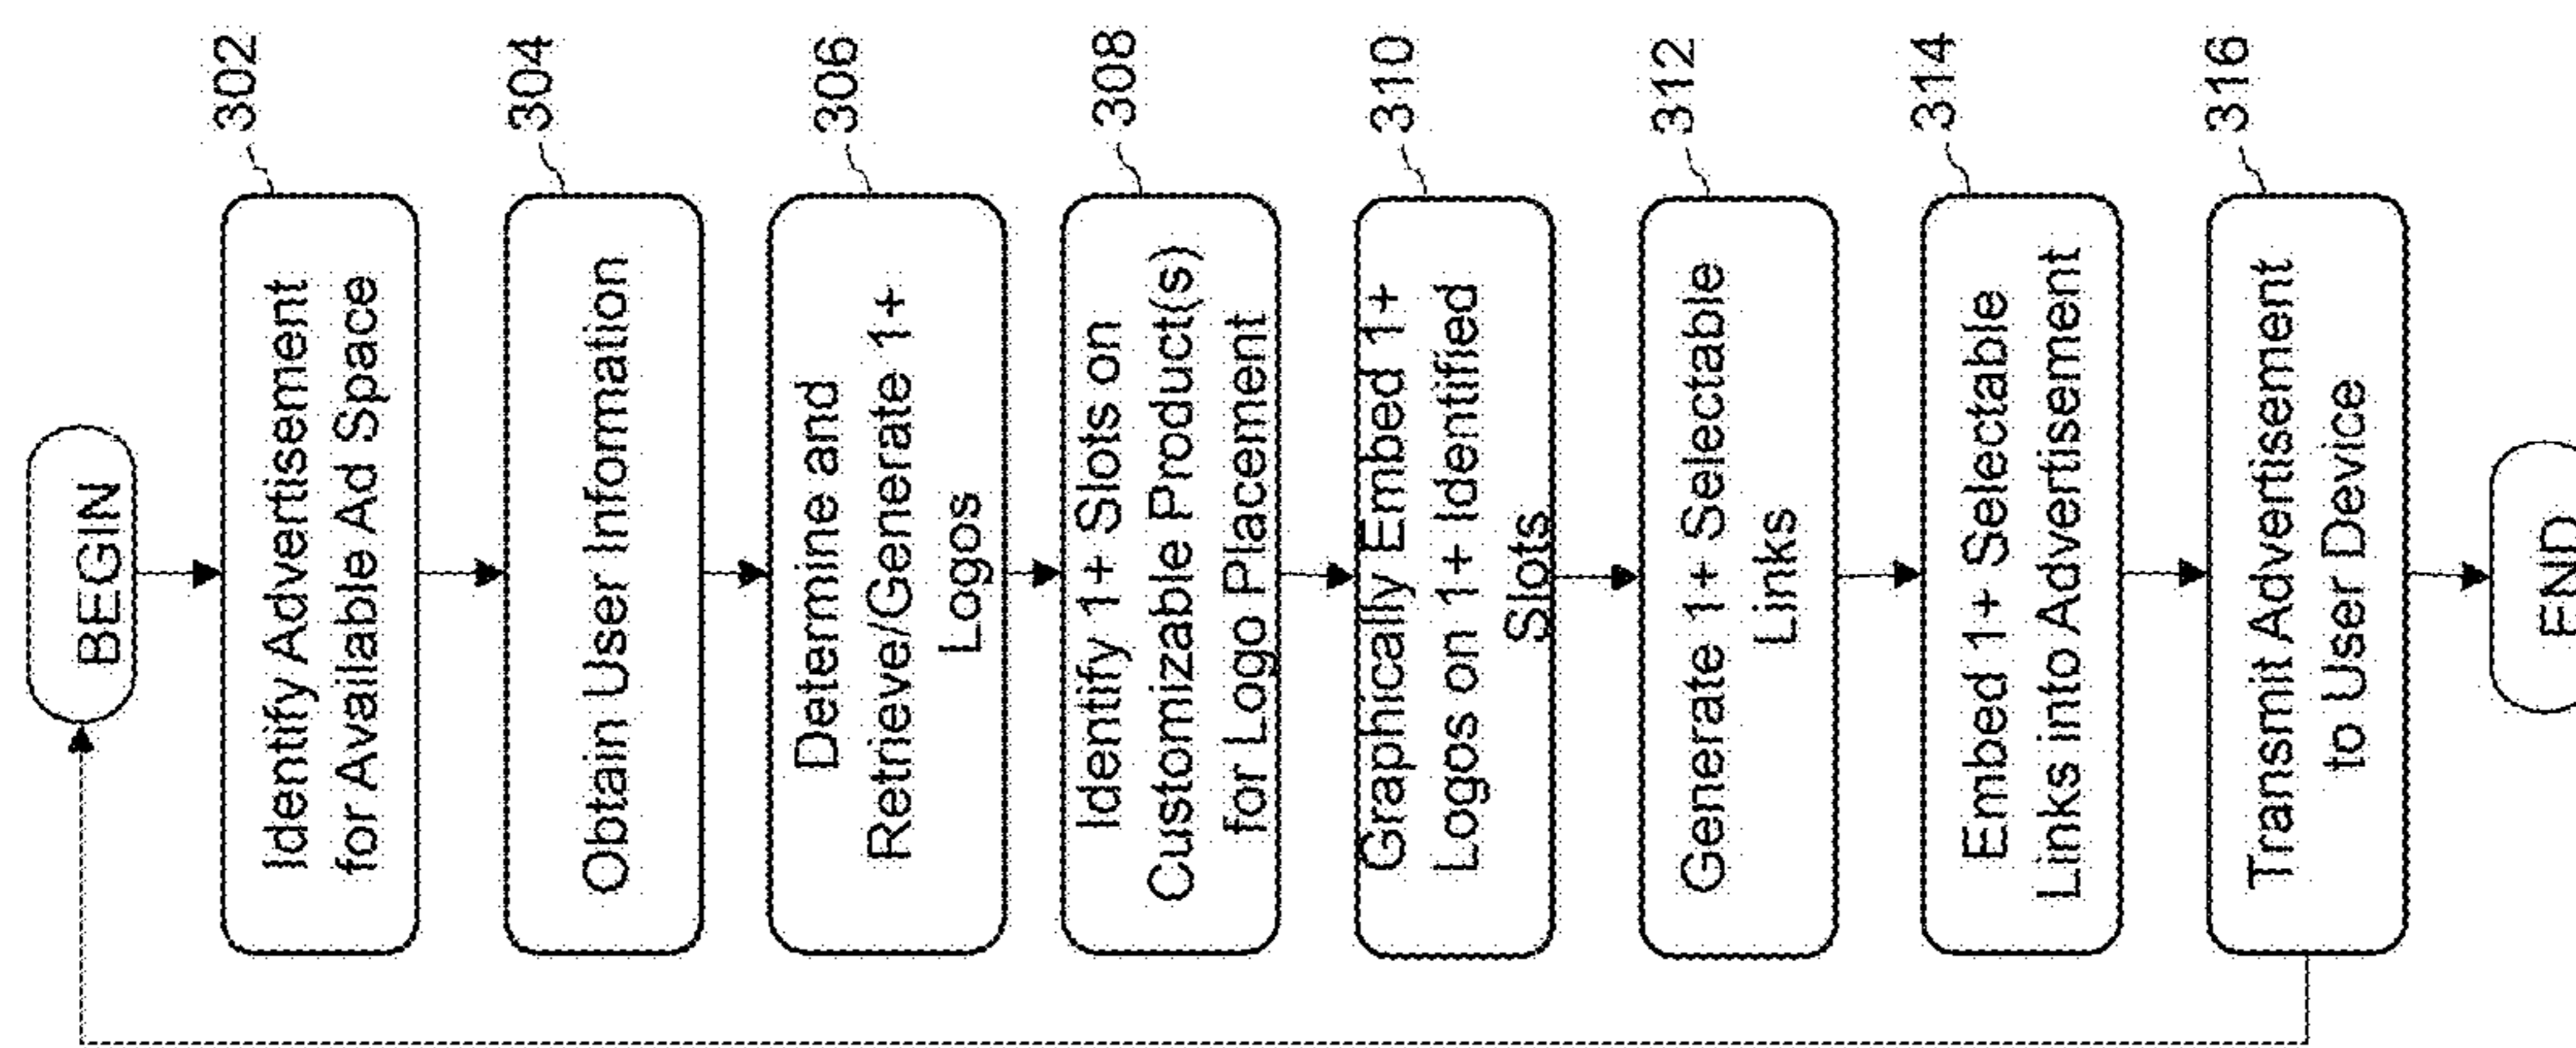 BEGIN
302
Identify Advertisement
for Available Ad Space
304
Obtain User Information
306
Determine and
Retrieve/Generate 1+
Logos
308
Identify 1+ Slots on
Customizable Product(s)
for Logo Placement
310
Graphically Embed 1+
Logos on 1+ Identified
Slots
312
Generate 1+ Selectable
Links
314
Embed 1+ Selectable
Links into Advertisement
316
Transmit Advertisement
to User Device
END